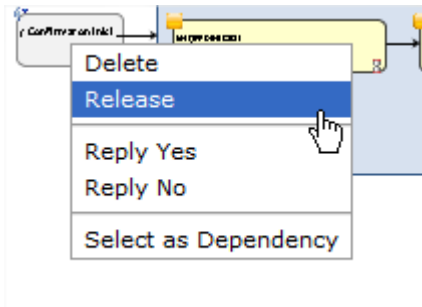 Delete
Release
Reply Yes
Reply No
Select as Dependency